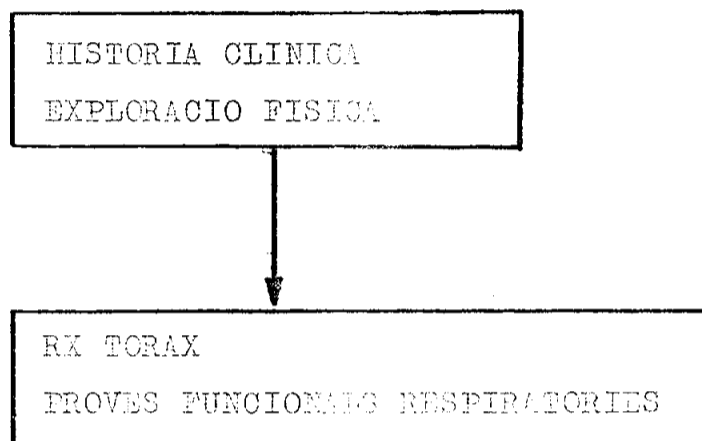 HISTORIA CLINICA
EXPLORACIO FISICA
RX TORAX
PROVES FUNCIONALS RESPIRATORIES